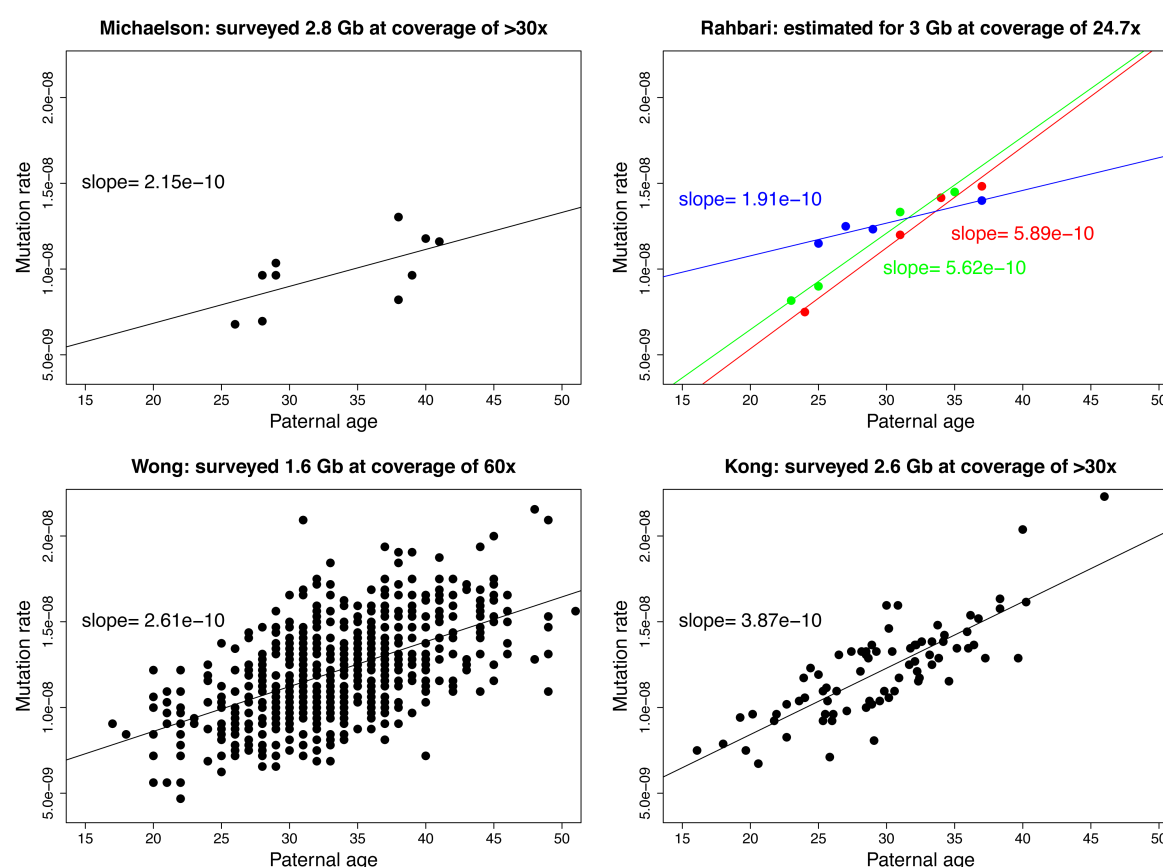 Michaelson: surveyed 2.8 Gb at coverage of >30x
Mutation rate
5.0e−09 1.0e−08 1.5e−08 2.0e−08
slope= 2.15e−10
15 20 25 30 35 40 45 50
Paternal age
Rahbari: estimated for 3 Gb at coverage of 24.7x
Mutation rate
5.0e−09 1.0e−08 1.5e−08 2.0e−08
slope= 1.91e−10
slope= 5.89e−10
slope= 5.62e−10
15 20 25 30 35 40 45 50
Paternal age
Wong: surveyed 1.6 Gb at coverage of 60x
Mutation rate
5.0e−09 1.0e−08 1.5e−08 2.0e−08
slope= 2.61e−10
15 20 25 30 35 40 45 50
Paternal age
Kong: surveyed 2.6 Gb at coverage of >30x
Mutation rate
5.0e−09 1.0e−08 1.5e−08 2.0e−08
slope= 3.87e−10
15 20 25 30 35 40 45 50
Paternal age